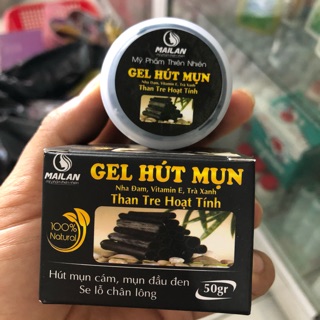 MAILAN
Mỹ Phẩm Thiên Nhiên
GEL HÚT MỤN
Nha Đam, Vitamin E, Trà Xanh
Than Tre Hoạt Tính
MAILAN
GEL HÚT MỤN
Nha Đam, Vitamin E, Trà Xanh
Than Tre Hoạt Tính
100%
Natural
Hút mụn cám, mụn đầu đen
Se lỗ chân lông
50gr